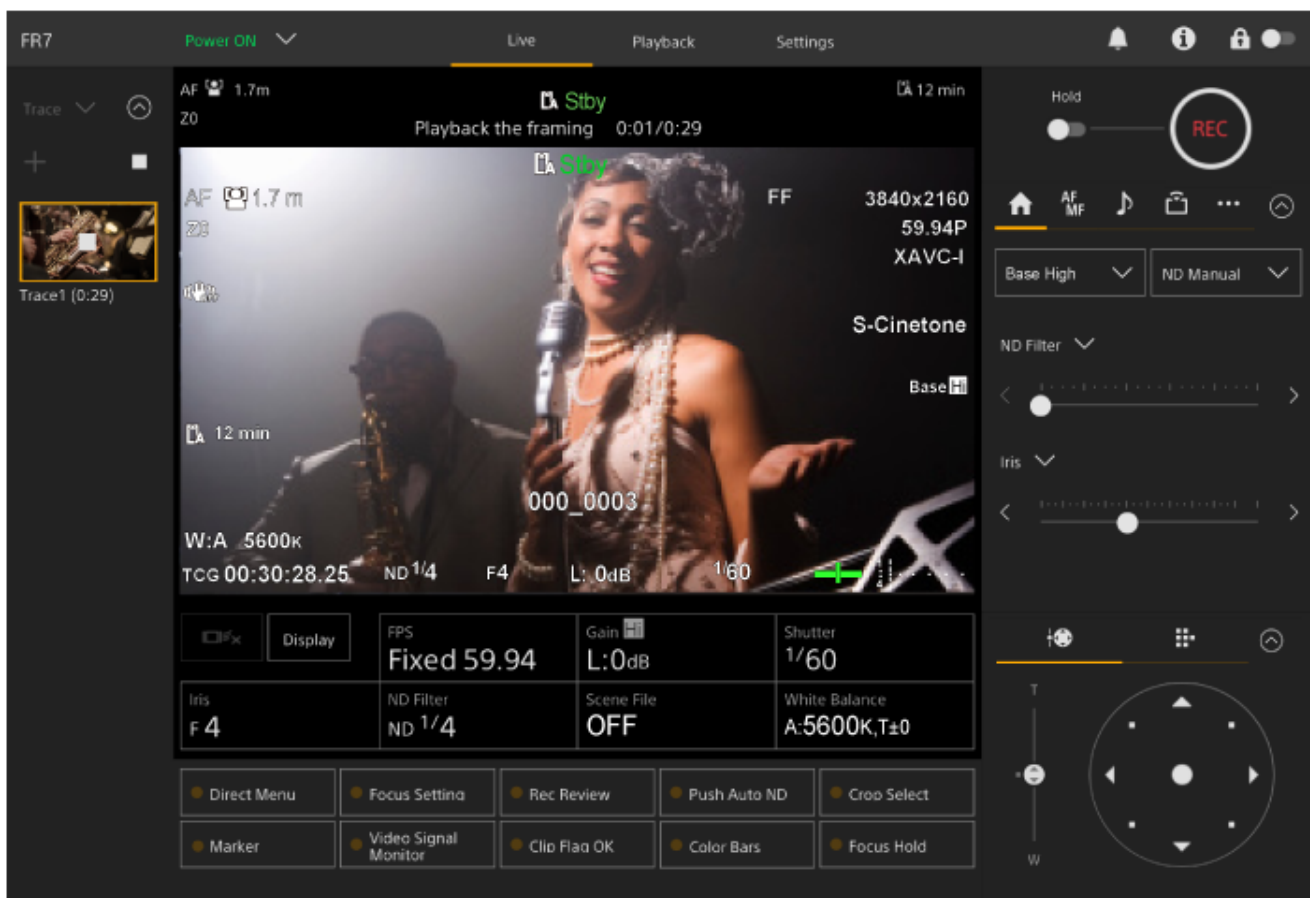 FR7
Power ON
Live
Playback
Settings
Trace
Trace1 (0:29)
AF 1.7m
Z0
A Stby
Playback the framing 0:01/0:29
A 12 min
A Stby
AF 1.7 m
Z0
FF
3840x2160
59.94P
XAVC-I
S-Cinetone
Base Hi
A 12 min
000_0003
W:A 5600K
TCG 00:30:28.25 ND 1/4 F4 L: 0dB 1/60
Display
FPS
Fixed 59.94
Gain Hi
L:0dB
Shutter
1/60
Iris
F 4
ND Filter
ND 1/4
Scene File
OFF
White Balance
A:5600K,T±0
Direct Menu
Focus Setting
Rec Review
Push Auto ND
Crop Select
Marker
Video Signal
Monitor
Clip Flag OK
Color Bars
Focus Hold
Hold
REC
AF
MF
Base High
ND Manual
ND Filter
Iris
T
W